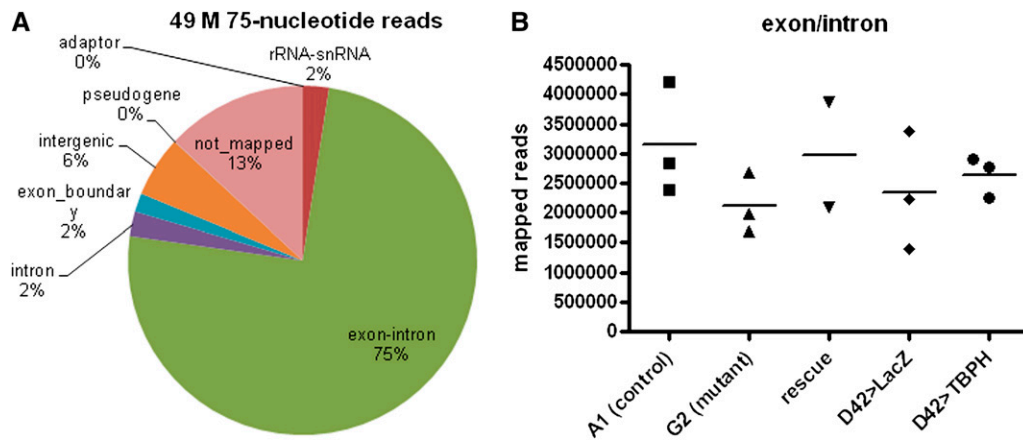 A
49 M 75-nucleotide reads
adaptor
0%
rRNA-snRNA
2%
pseudogene
0%
not_mapped
13%
intergenic
6%
exon_boundar
y
2%
intron
2%
exon-intron
75%
B
exon/intron
mapped reads
4500000
4000000
3500000
3000000
2500000
2000000
1500000
1000000
500000
0
A1 (control)
G2 (mutant)
rescue
D42>LacZ
D42>TBPH